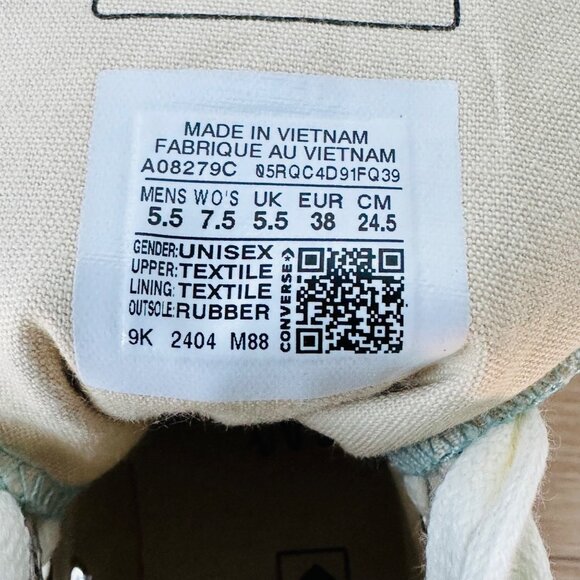 MADE IN VIETNAM
FABRIQUE AU VIETNAM
A08279C 05RQC4D91FQ39
MENS WO'S UK EUR CM
5.5 7.5 5.5 38 24.5
GENDER: UNISEX
UPPER: TEXTILE
LINING: TEXTILE
OUTSOLE: RUBBER
CONVERSE
9K 2404 M88